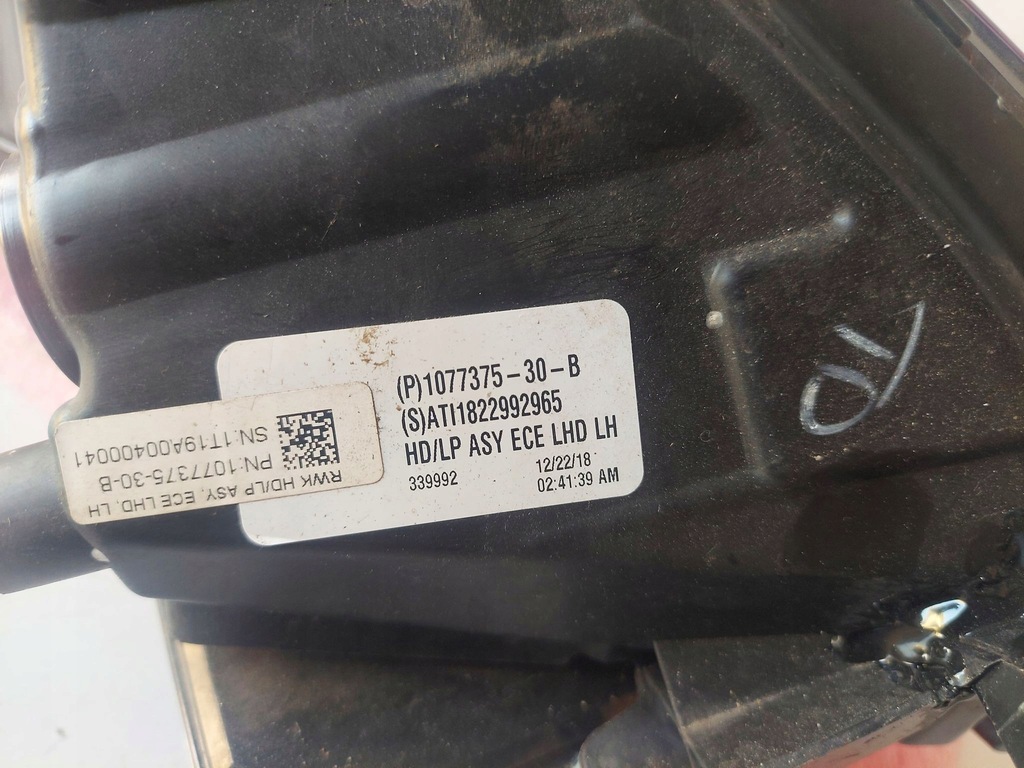 (P)1077375-30-B
(S)ATI1822992965
HD/LP ASY ECE LHD LH
339992
12/22/18
02:41:39 AM
RWK HD/LP ASY, ECE LHD, LH
PN:1077375-30-B
SN:1T19A00400041